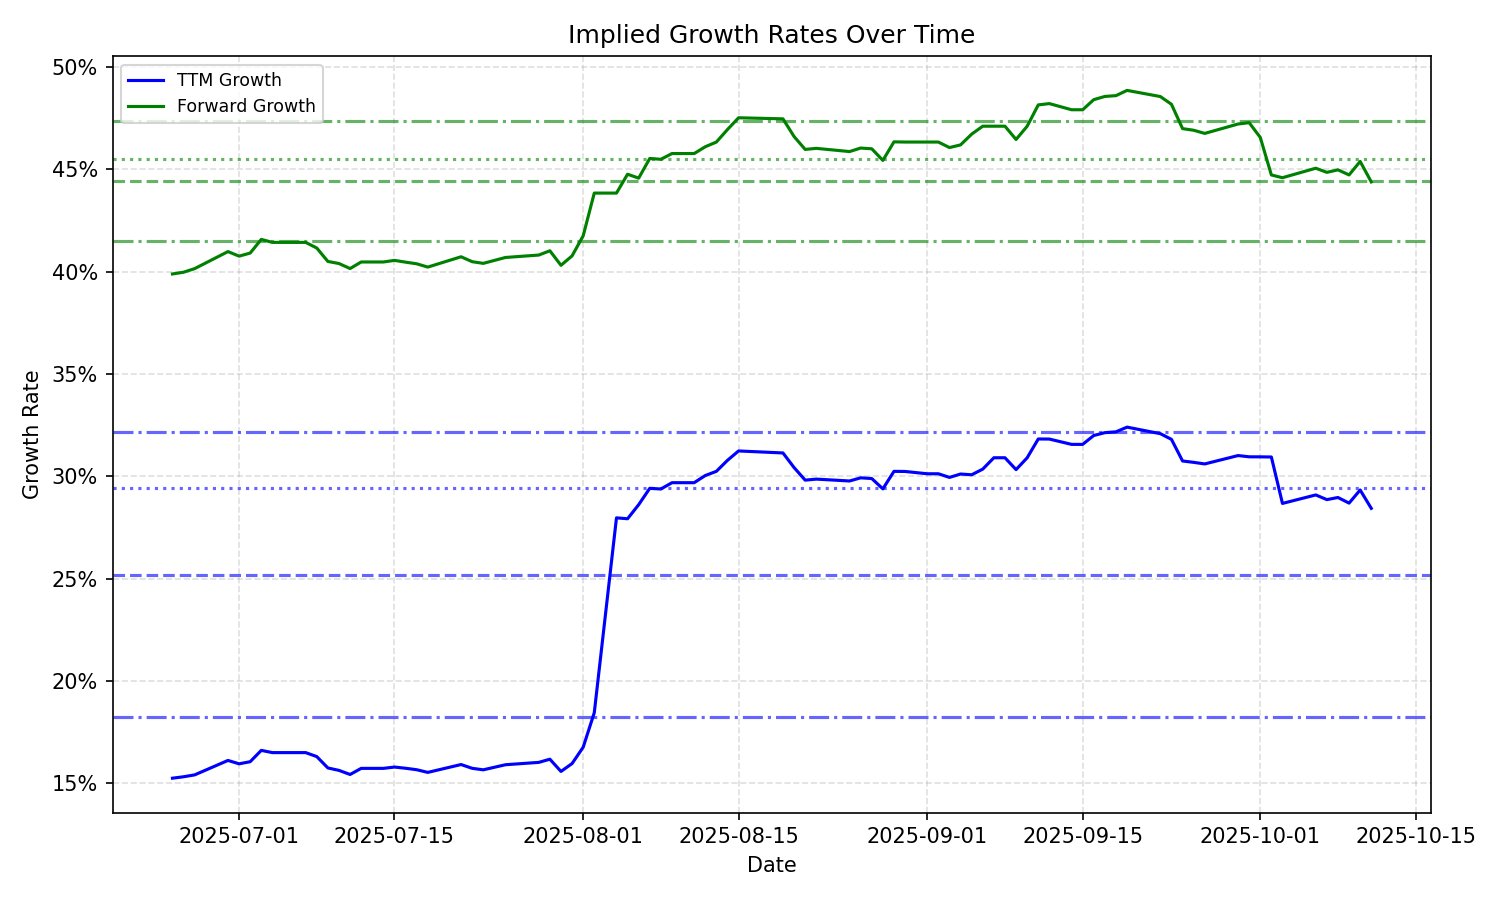 Implied Growth Rates Over Time
TTM Growth
Forward Growth
50%
45%
40%
35%
30%
25%
20%
15%
Growth Rate
2025-07-01 2025-07-15 2025-08-01 2025-08-15 2025-09-01 2025-09-15 2025-10-01 2025-10-15
Date